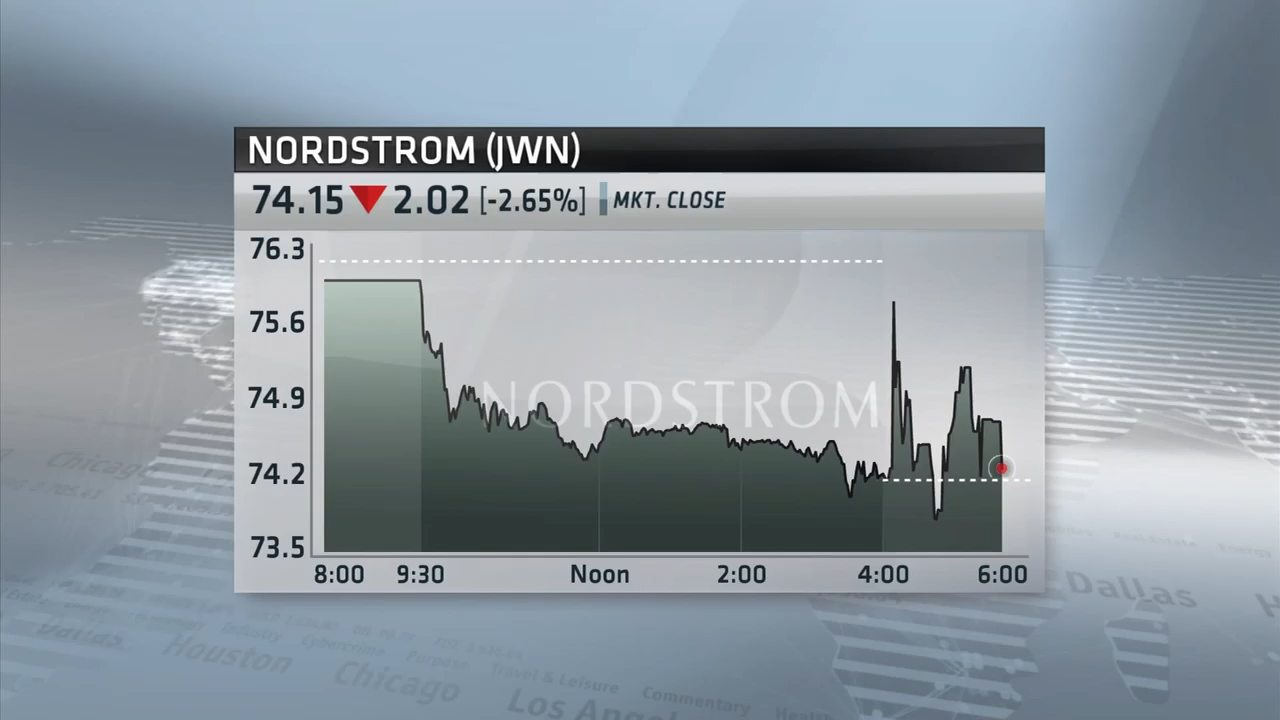 NORDSTROM (JWN)
74.15 ▼ 2.02 [-2.65%] MKT. CLOSE
76.3
75.6
74.9
NORDSTROM
74.2
73.5
8:00 9:30 Noon 2:00 4:00 6:00
Chicago
Dallas
Dallas
Houston
Chicago
Travel & Leisure
Commentary
Los Ang